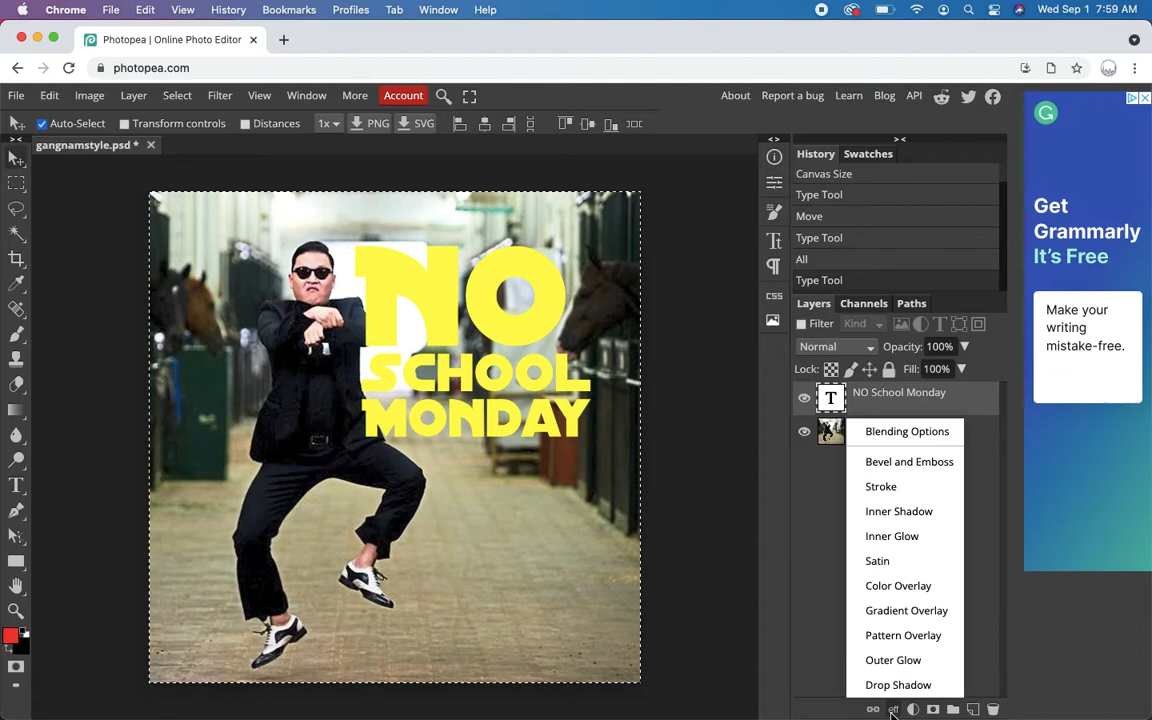 Chrome File Edit View History Bookmarks Profiles Tab Window Help Wed Sep 1 7:59 AM
Photopea | Online Photo Editor
photopea.com
File Edit Image Layer Select Filter View Window More Account About Report a bug Learn Blog API
Auto-Select Transform controls Distances 1x PNG SVG
gangnamstyle.psd *
History Swatches
Canvas Size
Type Tool
Move
Type Tool
All
Type Tool
Layers Channels Paths
Filter Kind
Normal Opacity: 100%
Lock: Fill: 100%
NO School Monday
Blending Options
Bevel and Emboss
Stroke
Inner Shadow
Inner Glow
Satin
Color Overlay
Gradient Overlay
Pattern Overlay
Outer Glow
Drop Shadow
eff
CSS
NO
SCHOOL
MONDAY
Get
Grammarly
It's Free
Make your
writing
mistake-free.